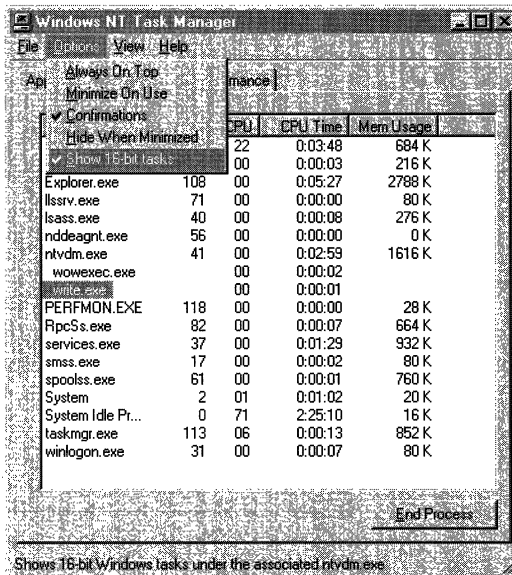 Windows NT Task Manager
File Options View Help
Always On Top
Minimize On Use
✓ Confirmations
Hide When Minimized
✓ Show 16-bit tasks
CPU CPU Time Mem Usage
22 0:03:48 684 K
00 0:00:03 216 K
Explorer.exe 108 00 0:05:27 2788 K
llssrv.exe 71 00 0:00:00 80 K
lsass.exe 40 00 0:00:08 276 K
nddeagnt.exe 56 00 0:00:00 0 K
ntvdm.exe 41 00 0:02:59 1616 K
wowexec.exe 00 0:00:02
write.exe 00 0:00:01
PERFMON.EXE 118 00 0:00:00 28 K
RpcSs.exe 82 00 0:00:07 664 K
services.exe 37 00 0:01:29 932 K
smss.exe 17 00 0:00:02 80 K
spoolss.exe 61 00 0:00:01 760 K
System 2 01 0:01:02 20 K
System Idle Pr... 0 71 2:25:10 16 K
taskmgr.exe 113 06 0:00:13 852 K
winlogon.exe 31 00 0:00:07 80 K
End Process
Shows 16-bit Windows tasks under the associated ntvdm.exe